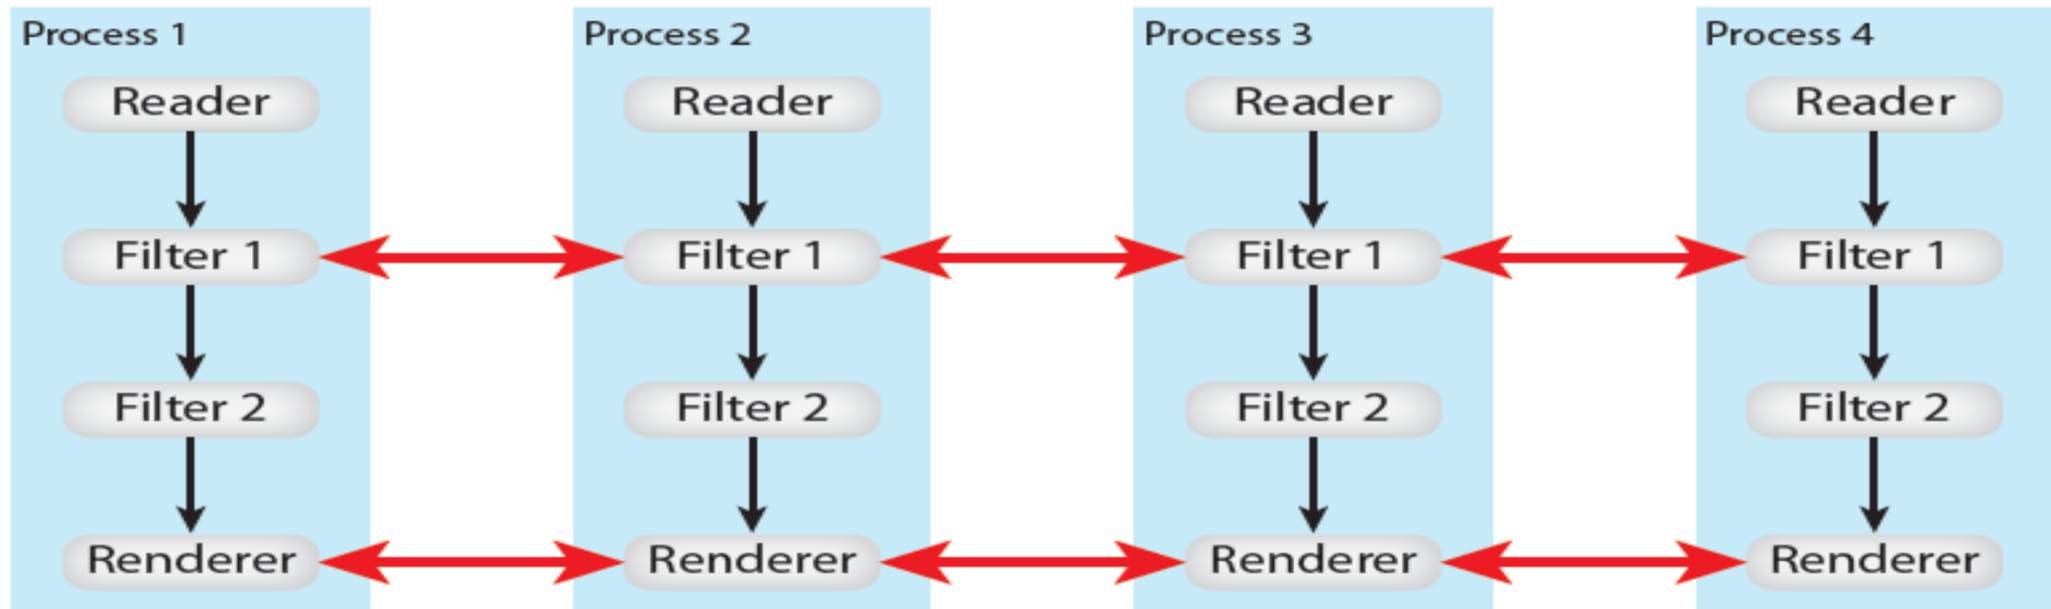 Process 1
Reader
Filter 1
Filter 2
Renderer
Process 2
Reader
Filter 1
Filter 2
Renderer
Process 3
Reader
Filter 1
Filter 2
Renderer
Process 4
Reader
Filter 1
Filter 2
Renderer